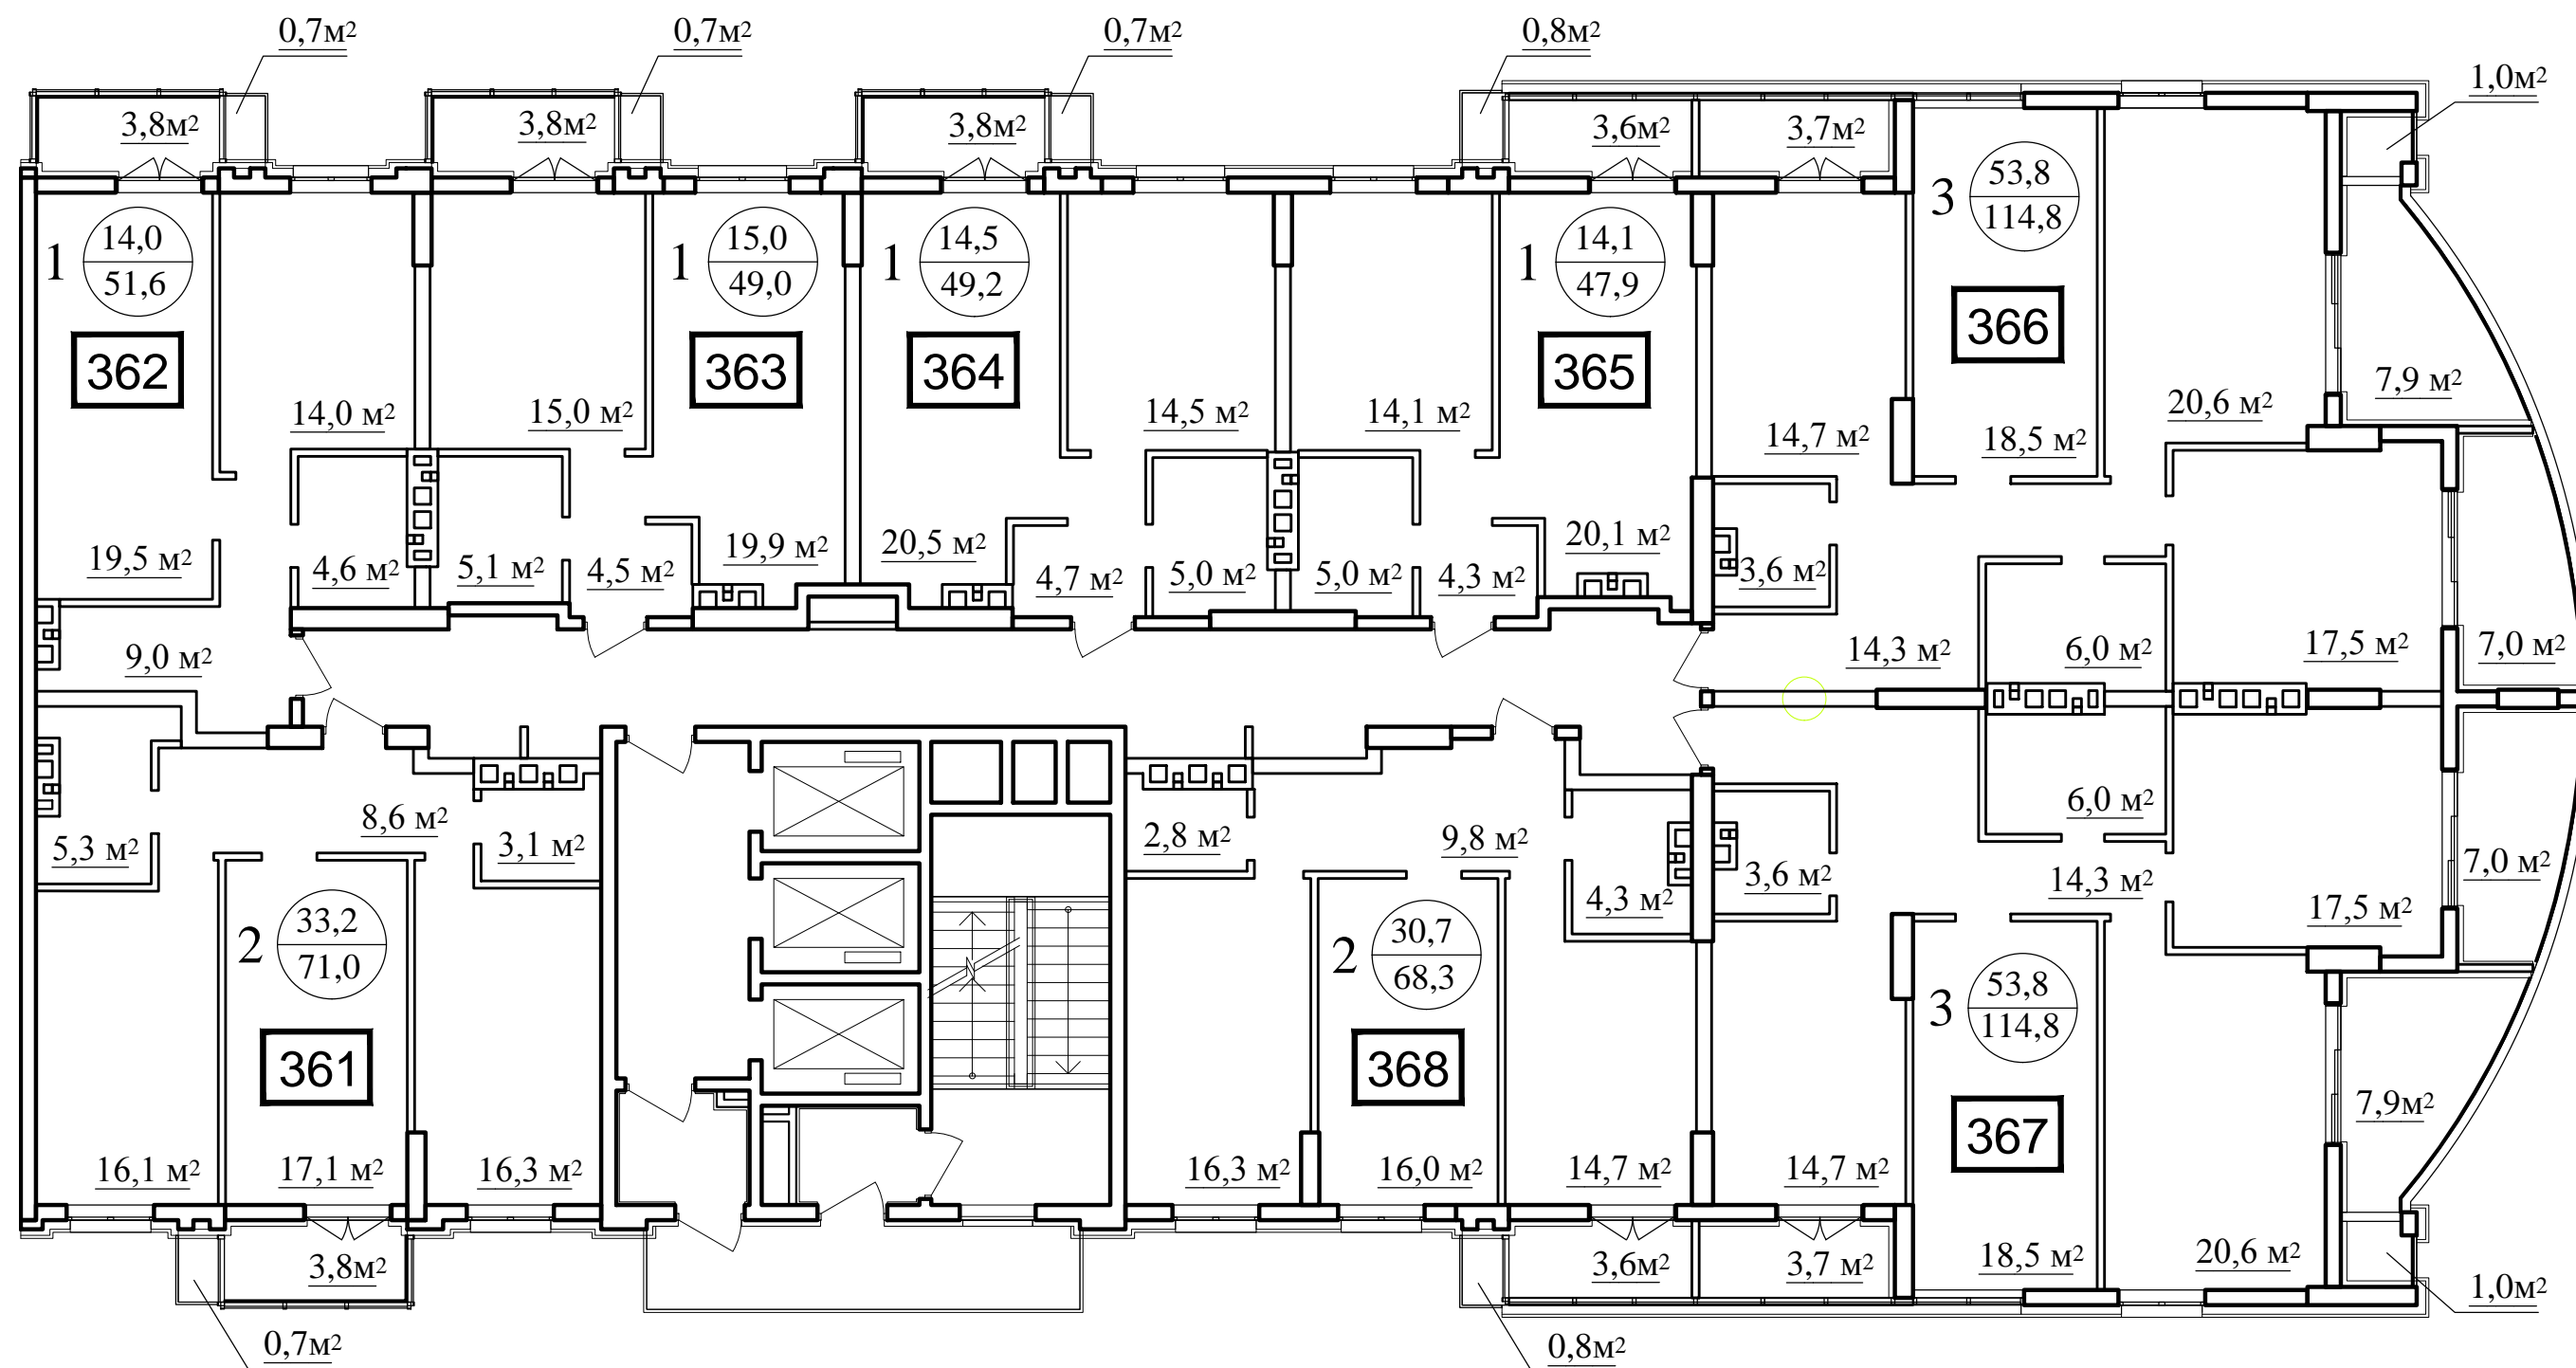 0,7м²
0,7м²
0,7м²
0,8м²
1,0м²
3,8м²
3,8м²
3,8м²
3,6м²
3,7м²
1
14,0
51,6
362
1
15,0
49,0
363
1
14,5
49,2
364
1
14,1
47,9
365
3
53,8
114,8
366
14,0 м²
15,0 м²
14,5 м²
14,1 м²
14,7 м²
18,5 м²
20,6 м²
7,9 м²
19,5 м²
4,6 м²
5,1 м²
4,5 м²
19,9 м²
20,5 м²
4,7 м²
5,0 м²
5,0 м²
4,3 м²
20,1 м²
3,6 м²
9,0 м²
14,3 м²
6,0 м²
17,5 м²
7,0 м²
5,3 м²
8,6 м²
3,1 м²
2,8 м²
9,8 м²
4,3 м²
3,6 м²
6,0 м²
14,3 м²
17,5 м²
7,0 м²
2
33,2
71,0
361
2
30,7
68,3
368
3
53,8
114,8
367
7,9м²
16,1 м²
17,1 м²
16,3 м²
16,3 м²
16,0 м²
14,7 м²
14,7 м²
18,5 м²
20,6 м²
3,8м²
3,6м²
3,7 м²
1,0м²
0,7м²
0,8м²